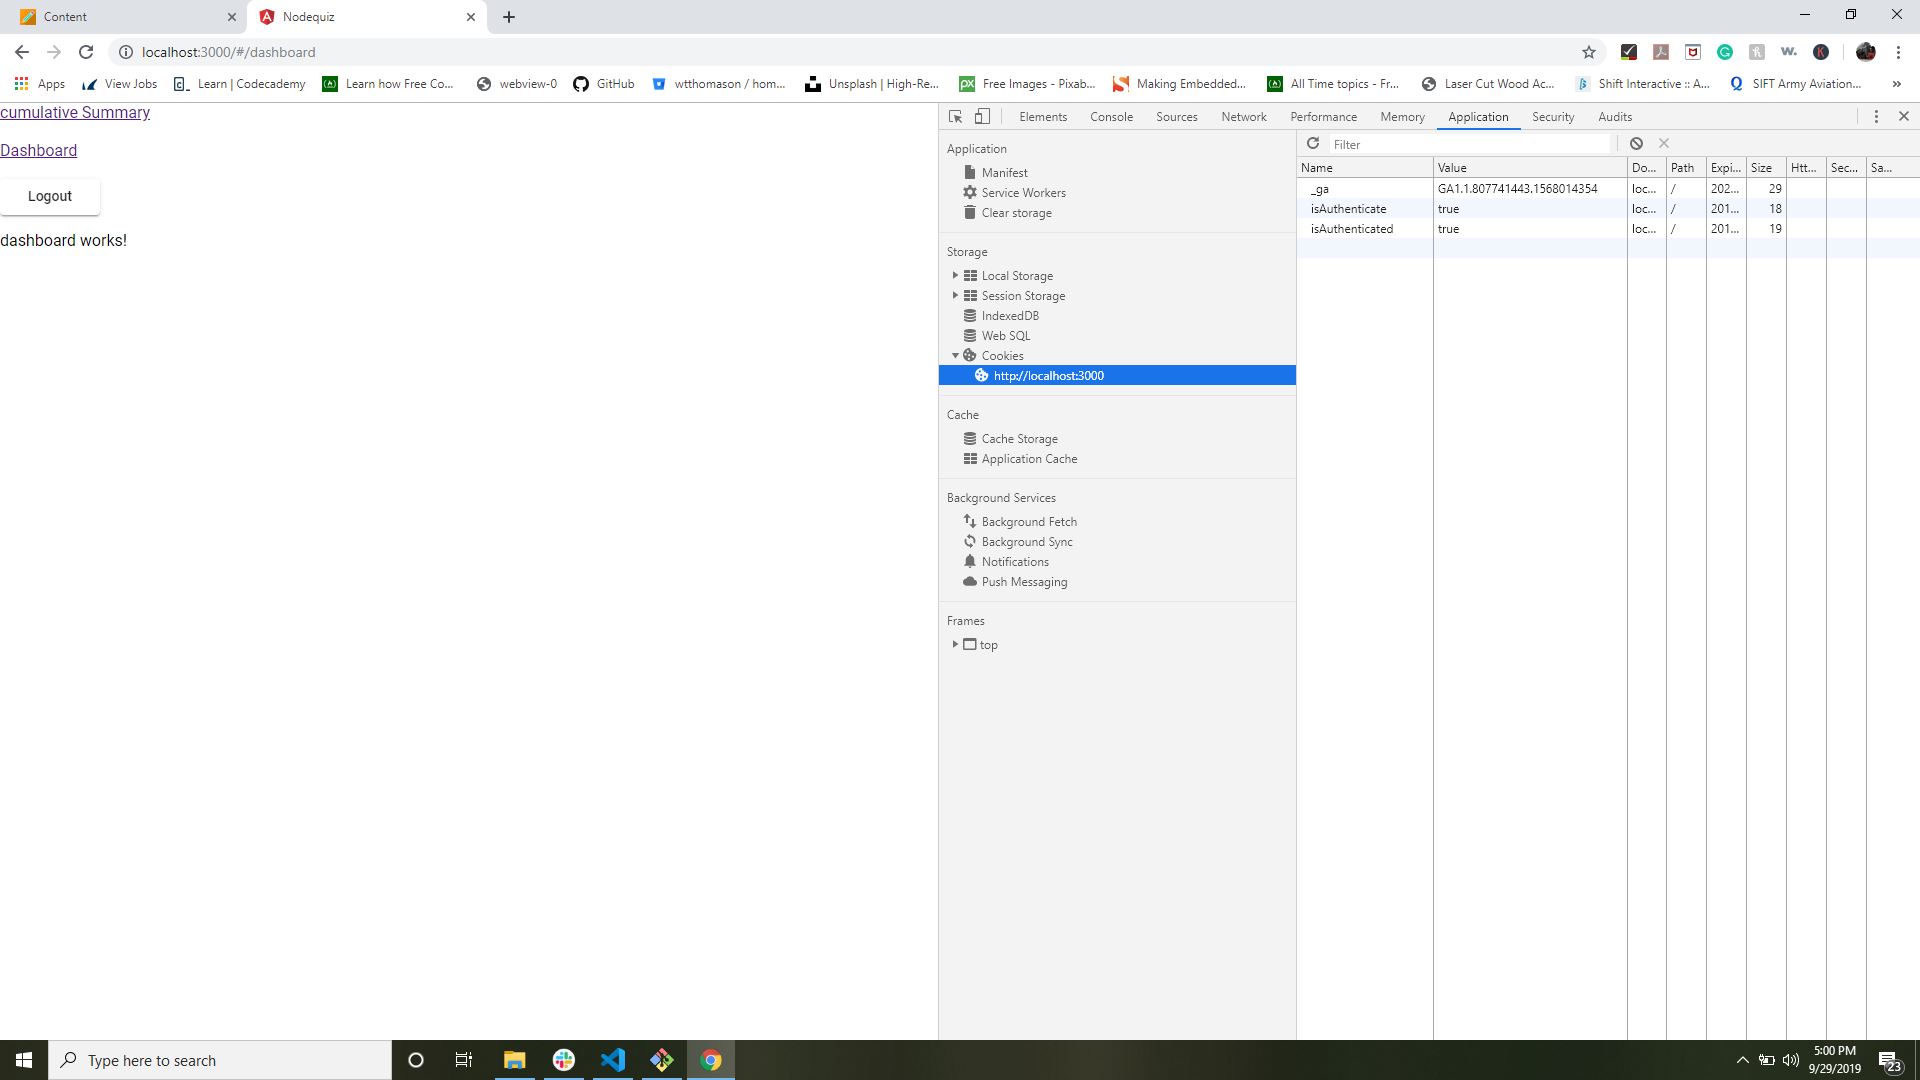 Content
Nodequiz
localhost:3000/#/dashboard
Apps View Jobs Learn | Codecademy Learn how Free Co... webview-0 GitHub wtthomason / hom... Unsplash | High-Re... Free Images - Pixab... Making Embedded... All Time topics - Fr... Laser Cut Wood Ac... Shift Interactive :: A... SIFT Army Aviation... »
cumulative Summary
Dashboard
Logout
dashboard works!
Elements Console Sources Network Performance Memory Application Security Audits
Application
Manifest
Service Workers
Clear storage
Storage
Local Storage
Session Storage
IndexedDB
Web SQL
Cookies
http://localhost:3000
Cache
Cache Storage
Application Cache
Background Services
Background Fetch
Background Sync
Notifications
Push Messaging
Frames
top
Filter
Name Value Do... Path Expi... Size Htt... Sec... Sa...
_ga GA1.1.807741443.1568014354 loc... / 202... 29
isAuthenticate true loc... / 201... 18
isAuthenticated true loc... / 201... 19
Type here to search
5:00 PM
9/29/2019
23